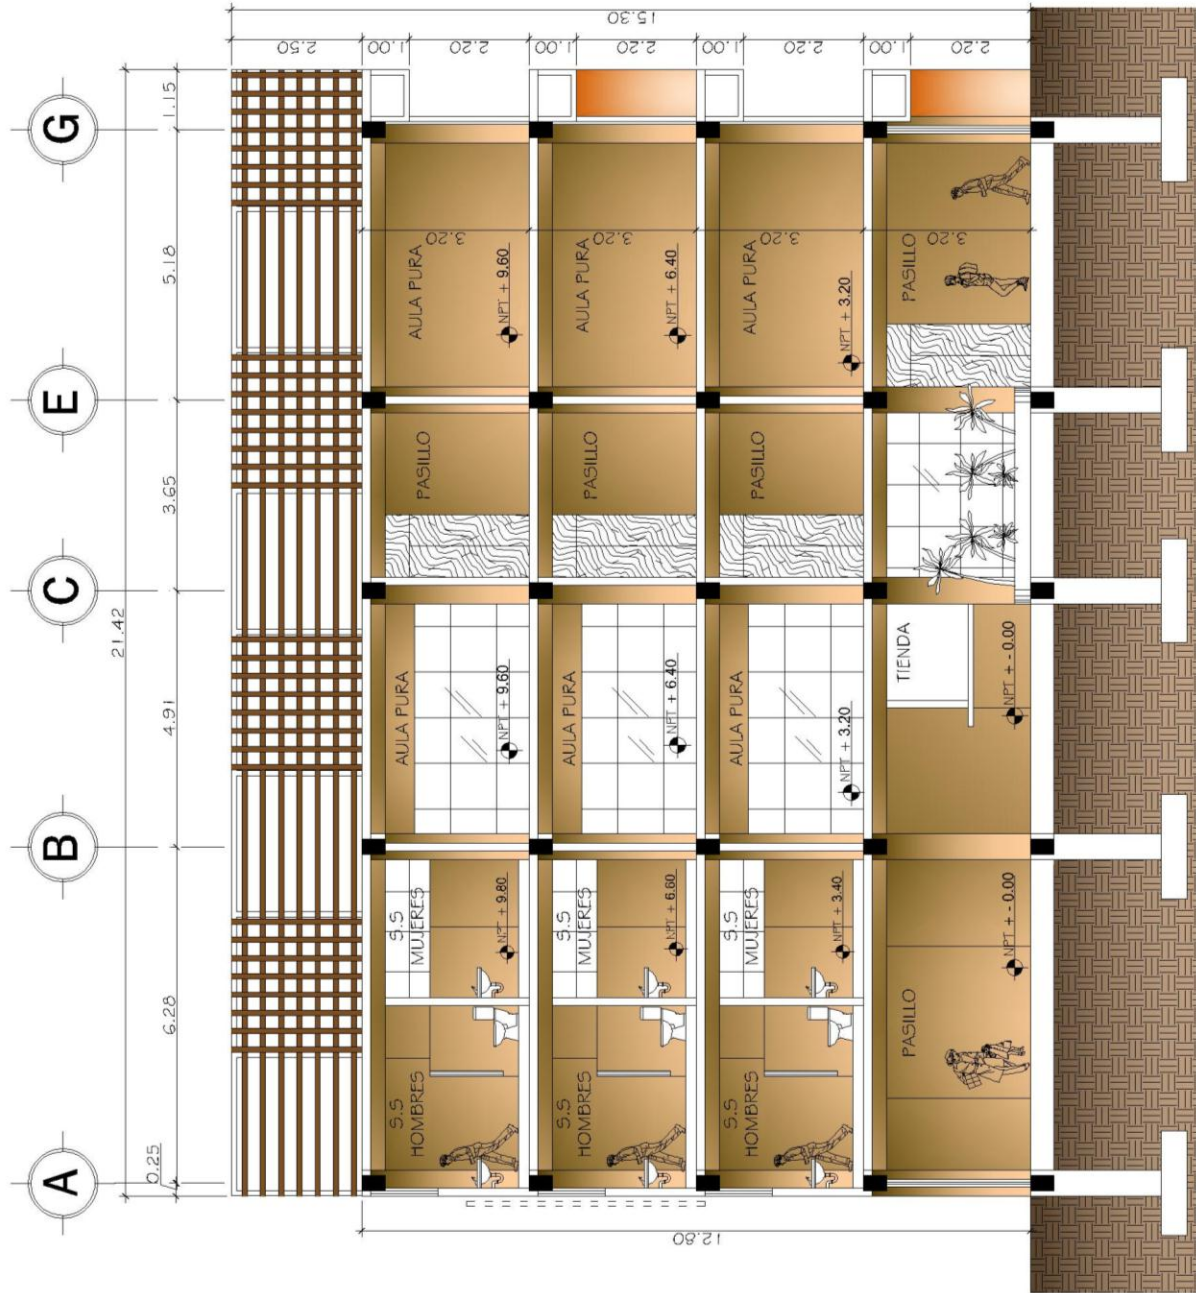 A
B
C
E
G
21.42
0.25
6.28
4.91
3.65
5.18
1.15
2.50
15.30
1.00
2.20
1.00
2.20
1.00
2.20
1.00
2.20
12.80
S.S
HOMBRES
S.S
MUJERES
NPT + 9.80
AULA PURA
NPT + 9.60
PASILLO
AULA PURA
NPT + 9.60
3.20
S.S
HOMBRES
S.S
MUJERES
NPT + 6.60
AULA PURA
NPT + 6.40
PASILLO
AULA PURA
NPT + 6.40
3.20
S.S
HOMBRES
S.S
MUJERES
NPT + 3.40
AULA PURA
NPT + 3.20
PASILLO
AULA PURA
NPT + 3.20
3.20
PASILLO
NPT + - 0.00
TIENDA
NPT + - 0.00
PASILLO
3.20